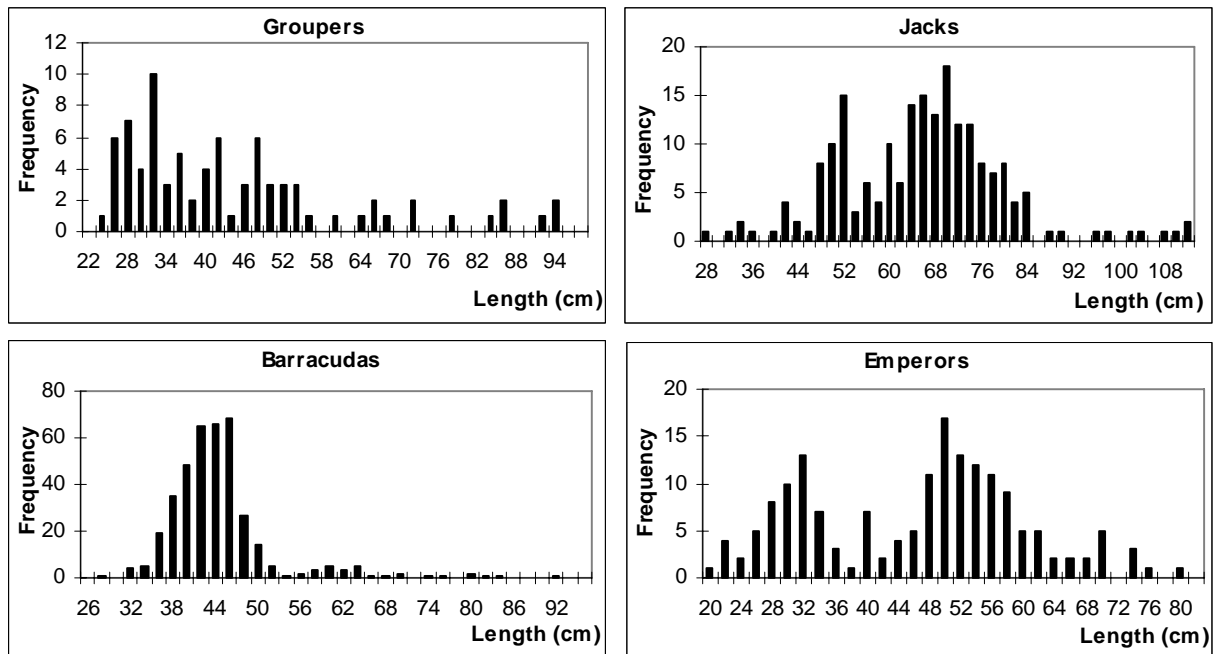 Groupers
12
10
8
6
4
2
0
Frequency
22 28 34 40 46 52 58 64 70 76 82 88 94
Length (cm)
Jacks
20
15
10
5
0
Frequency
28 36 44 52 60 68 76 84 92 100 108
Length (cm)
Barracudas
80
60
40
20
0
Frequency
26 32 38 44 50 56 62 68 74 80 86 92
Length (cm)
Emperors
20
15
10
5
0
Frequency
20 24 28 32 36 40 44 48 52 56 60 64 68 72 76 80
Length (cm)